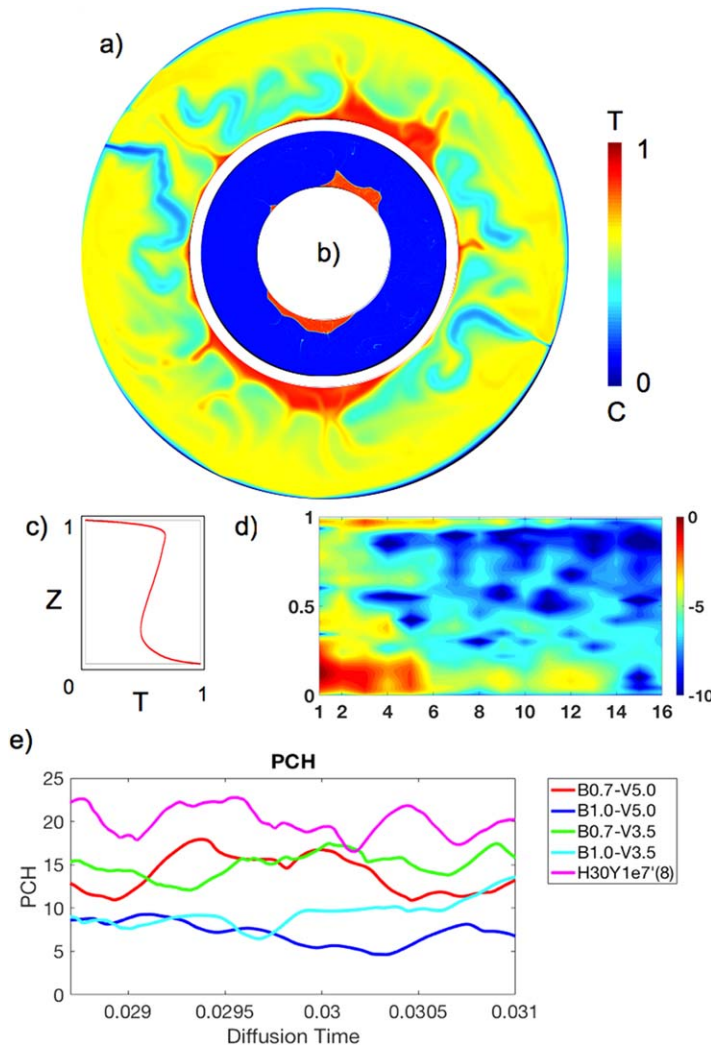 a)
T
1
b)
0
C
c)
1
Z
0
T
1
d)
1
0.5
0
1 2 4 6 8 10 12 14 16
0
-5
-10
e)
PCH
25
20
15
10
5
0
PCH
0.029 0.0295 0.03 0.0305 0.031
Diffusion Time
B0.7-V5.0
B1.0-V5.0
B0.7-V3.5
B1.0-V3.5
H30Y1e7'(8)